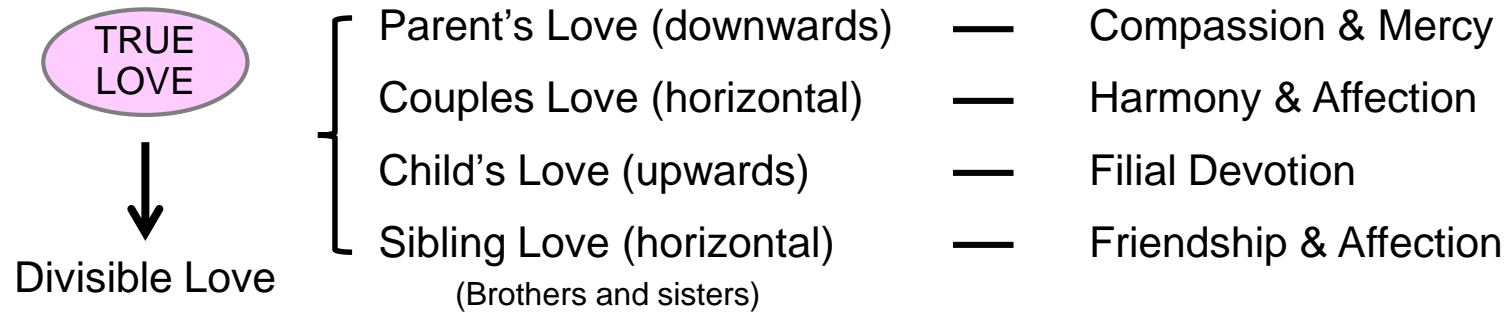 TRUE
LOVE
Divisible Love
Parent’s Love (downwards) — Compassion & Mercy
Couples Love (horizontal) — Harmony & Affection
Child’s Love (upwards) — Filial Devotion
Sibling Love (horizontal) — Friendship & Affection
(Brothers and sisters)